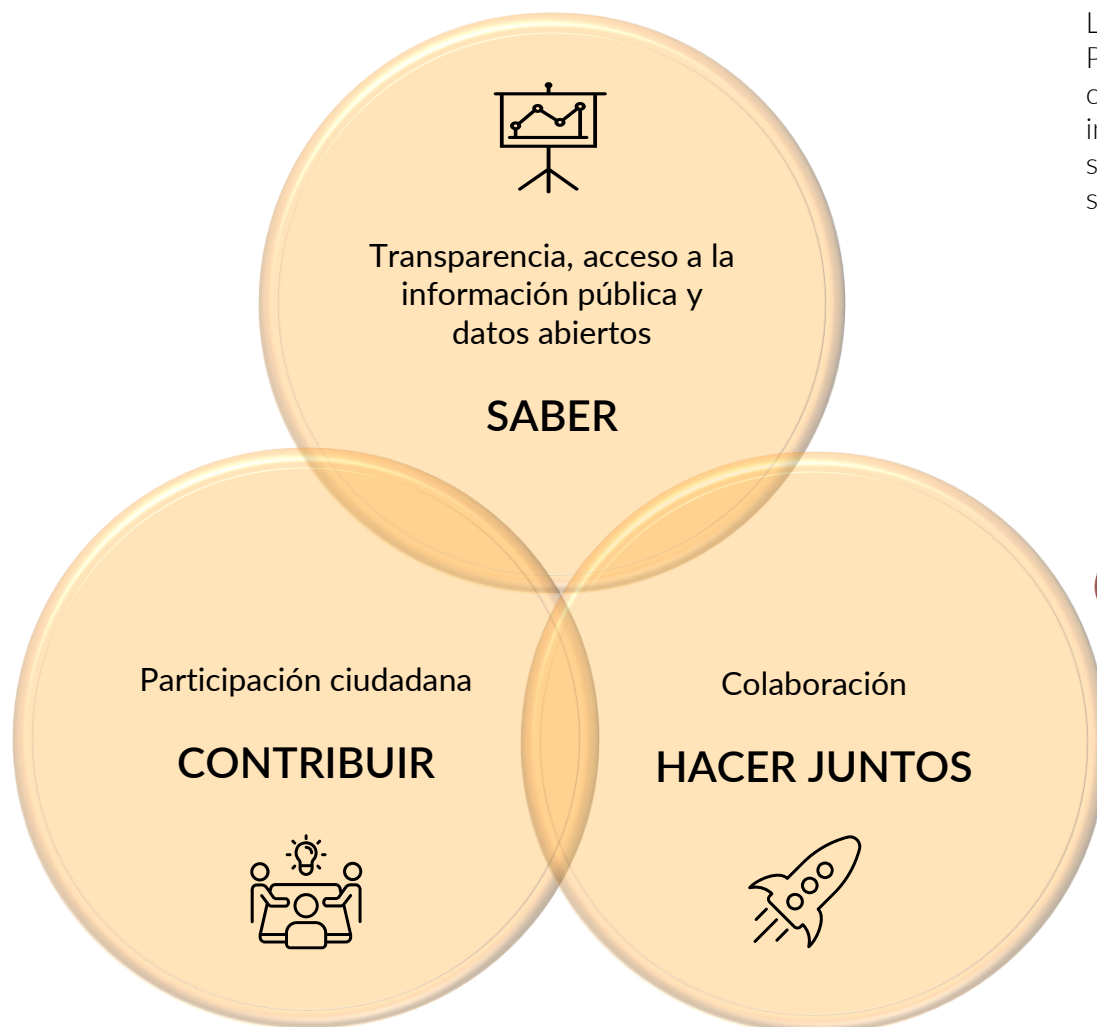 Transparencia, acceso a la
información pública y
datos abiertos
SABER
Participación ciudadana
CONTRIBUIR
Colaboración
HACER JUNTOS